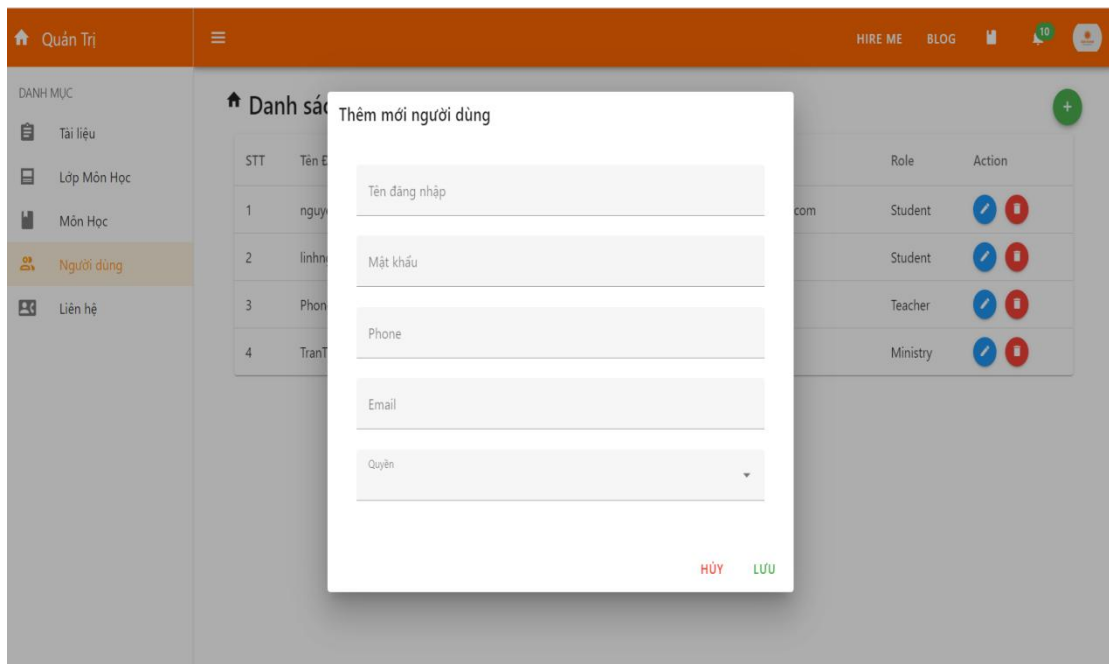 Quản Trị
HIRE ME BLOG 10
DANH MỤC
Tài liệu
Lớp Môn Học
Môn Học
Người dùng
Liên hệ
Danh sác
Thêm mới người dùng
Tên đăng nhập
Mật khẩu
Phone
Email
Quyền
HỦY LƯU
STT Tên Đ Role Action
1 nguy com Student
2 linhn Student
3 Phon Teacher
4 TranT Ministry